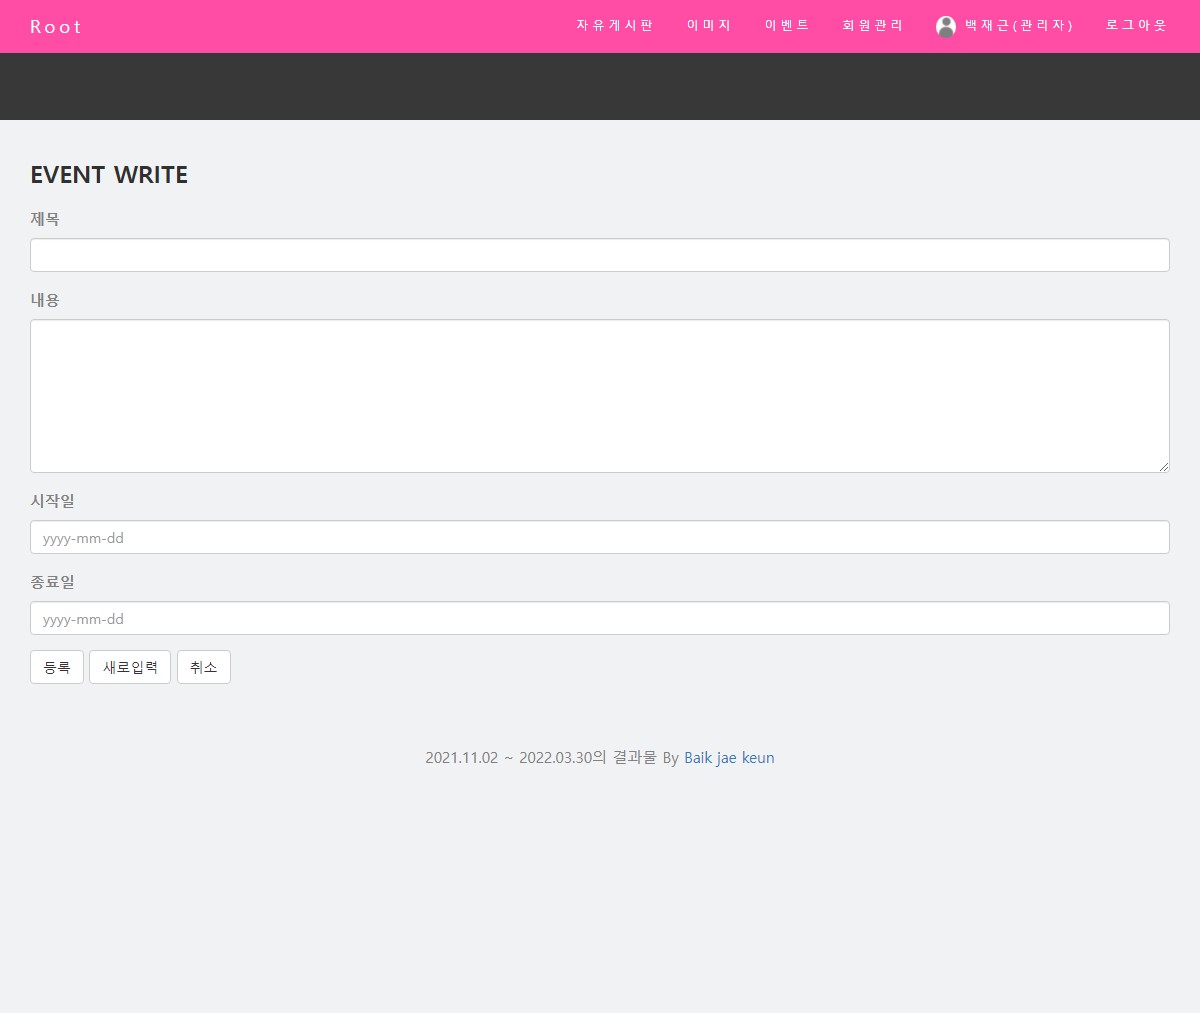 Root
자유게시판 이미지 이벤트 회원관리 백재근(관리자) 로그아웃
EVENT WRITE
제목
내용
시작일
yyyy-mm-dd
종료일
yyyy-mm-dd
등록 새로입력 취소
2021.11.02 ~ 2022.03.30의 결과물 By Baik jae keun